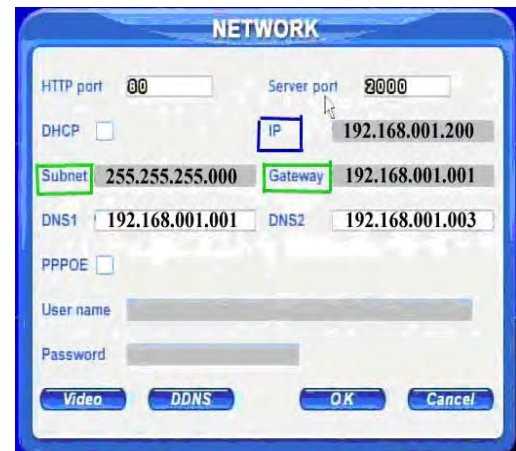 NETWORK
HTTP port 80 Server port 2000
DHCP IP 192.168.001.200
Subnet 255.255.255.000 Gateway 192.168.001.001
DNS1 192.168.001.001 DNS2 192.168.001.003
PPPOE
User name
Password
Video DDNS OK Cancel